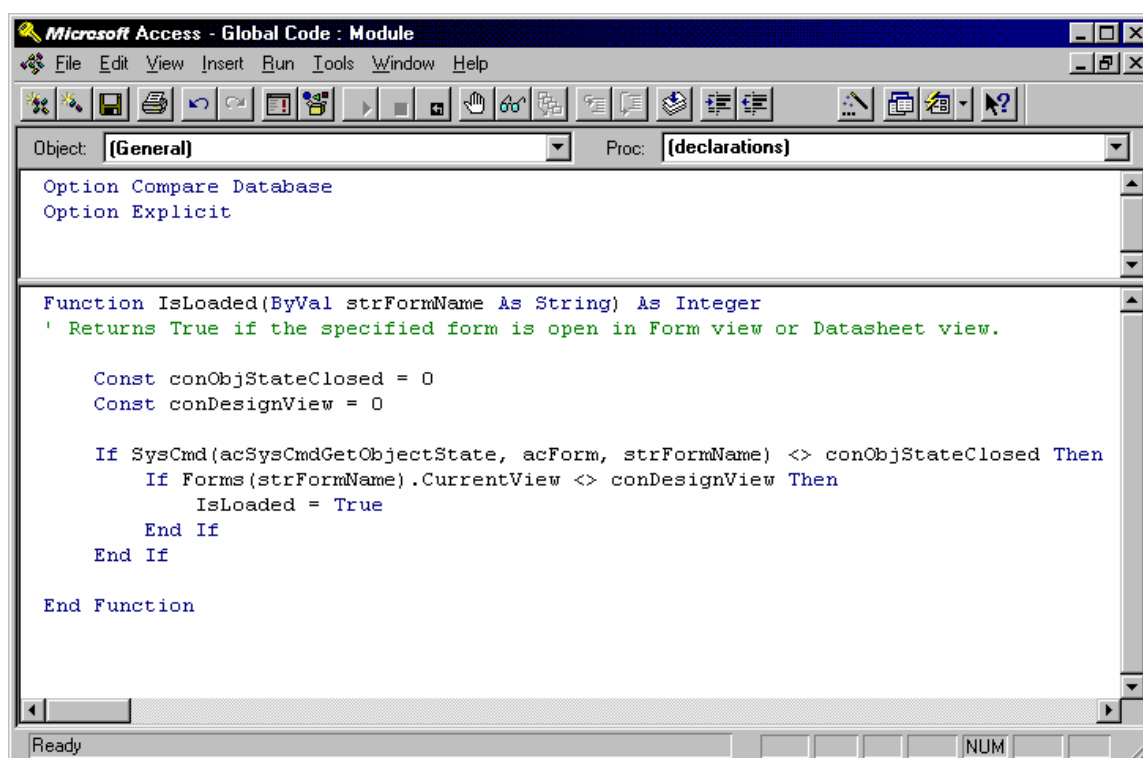 Microsoft Access - Global Code : Module
File Edit View Insert Run Tools Window Help
Object: (General) Proc: (declarations)
Option Compare Database
Option Explicit
Function IsLoaded(ByVal strFormName As String) As Integer
' Returns True if the specified form is open in Form view or Datasheet view.
Const conObjStateClosed = 0
Const conDesignView = 0
If SysCmd(acSysCmdGetObjectState, acForm, strFormName) <> conObjStateClosed Then
If Forms(strFormName).CurrentView <> conDesignView Then
IsLoaded = True
End If
End If
End Function
Ready NUM